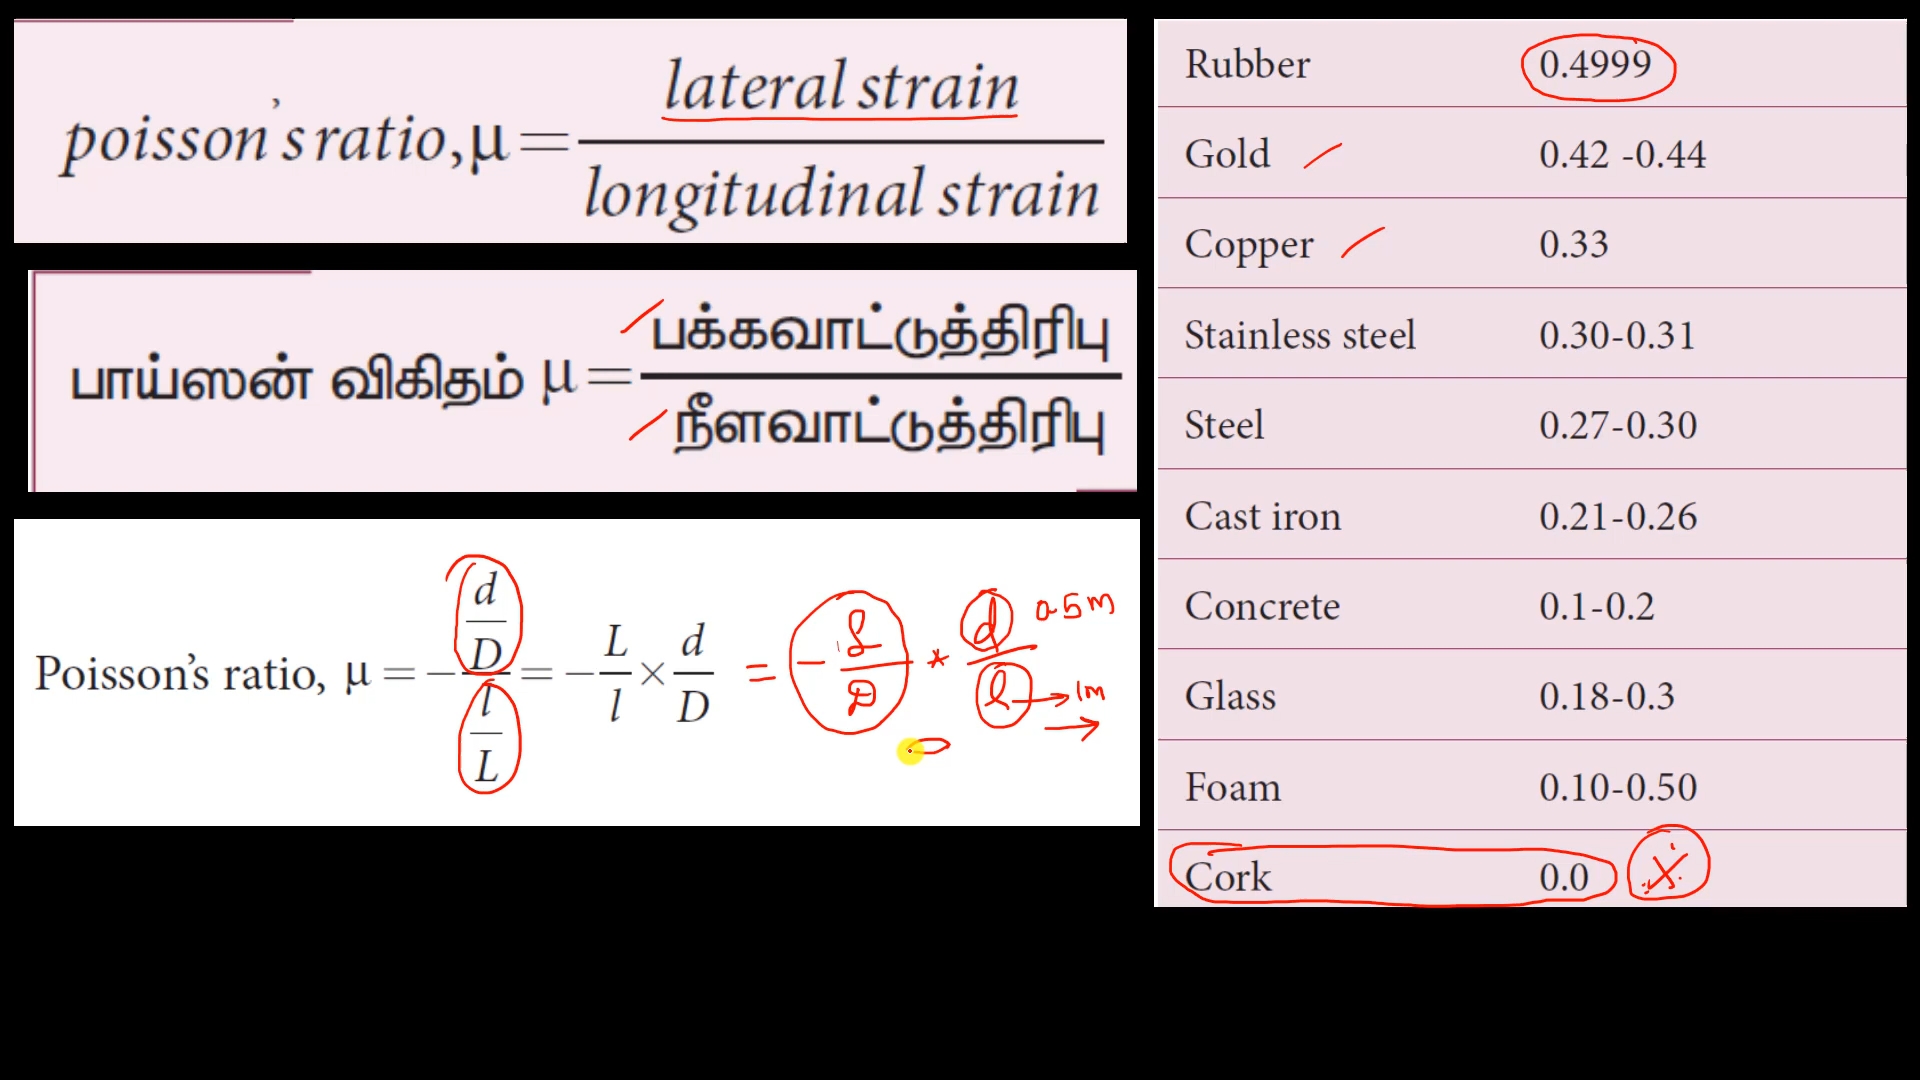 poisson's ratio, μ = lateral strain / longitudinal strain
பாய்ஸன் விகிதம் μ = பக்கவாட்டுத்திரிபு / நீளவாட்டுத்திரிபு
Poisson's ratio, μ = − (d/D) / (l/L) = − L/l × d/D = − L/D * d/l
0.5m
→ 1m
Rubber 0.4999
Gold 0.42 -0.44
Copper 0.33
Stainless steel 0.30-0.31
Steel 0.27-0.30
Cast iron 0.21-0.26
Concrete 0.1-0.2
Glass 0.18-0.3
Foam 0.10-0.50
Cork 0.0